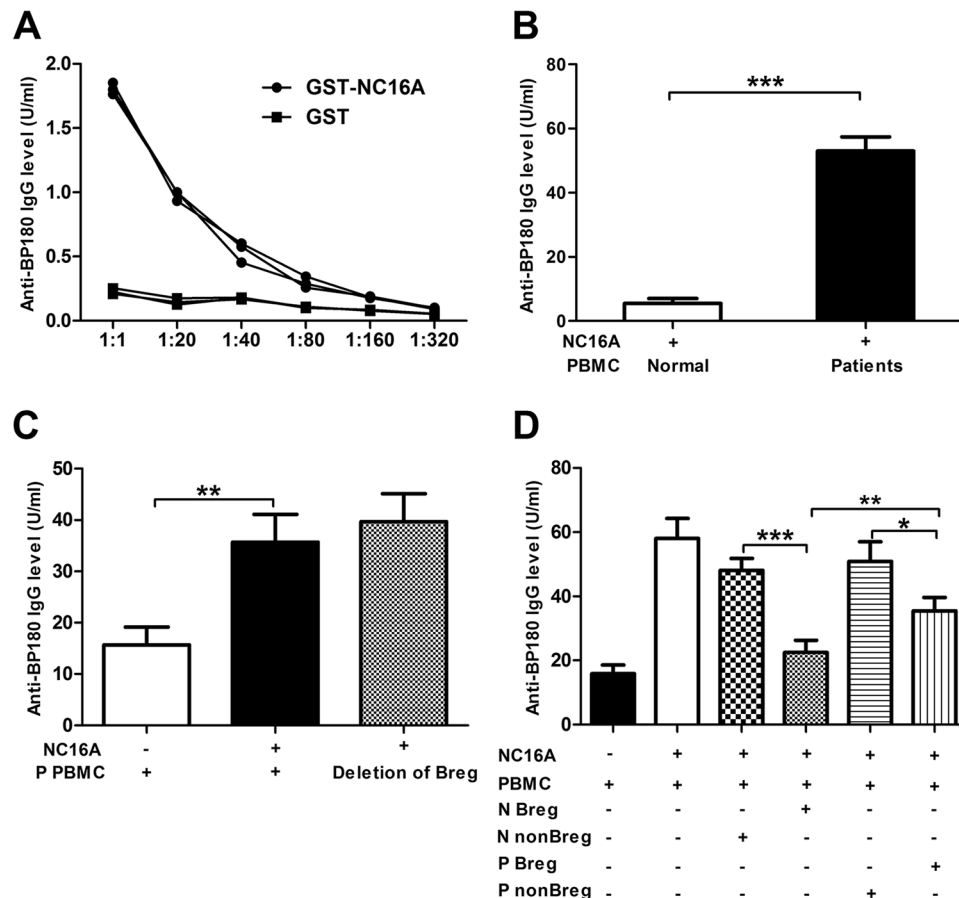 A
Anti-BP180 IgG level (U/ml)
2.0
1.5
1.0
0.5
0.0
GST-NC16A
GST
1:1 1:20 1:40 1:80 1:160 1:320
B
Anti-BP180 IgG level (U/ml)
80
60
40
20
0
***
NC16A + +
PBMC Normal Patients
C
Anti-BP180 IgG level (U/ml)
50
40
30
20
10
0
**
NC16A - + +
P PBMC + + Deletion of Breg
D
Anti-BP180 IgG level (U/ml)
80
60
40
20
0
***
**
*
NC16A - + + + + +
PBMC + + + + + +
N Breg - - - + - -
N nonBreg - - + - - -
P Breg - - - - - +
P nonBreg - - - - + -